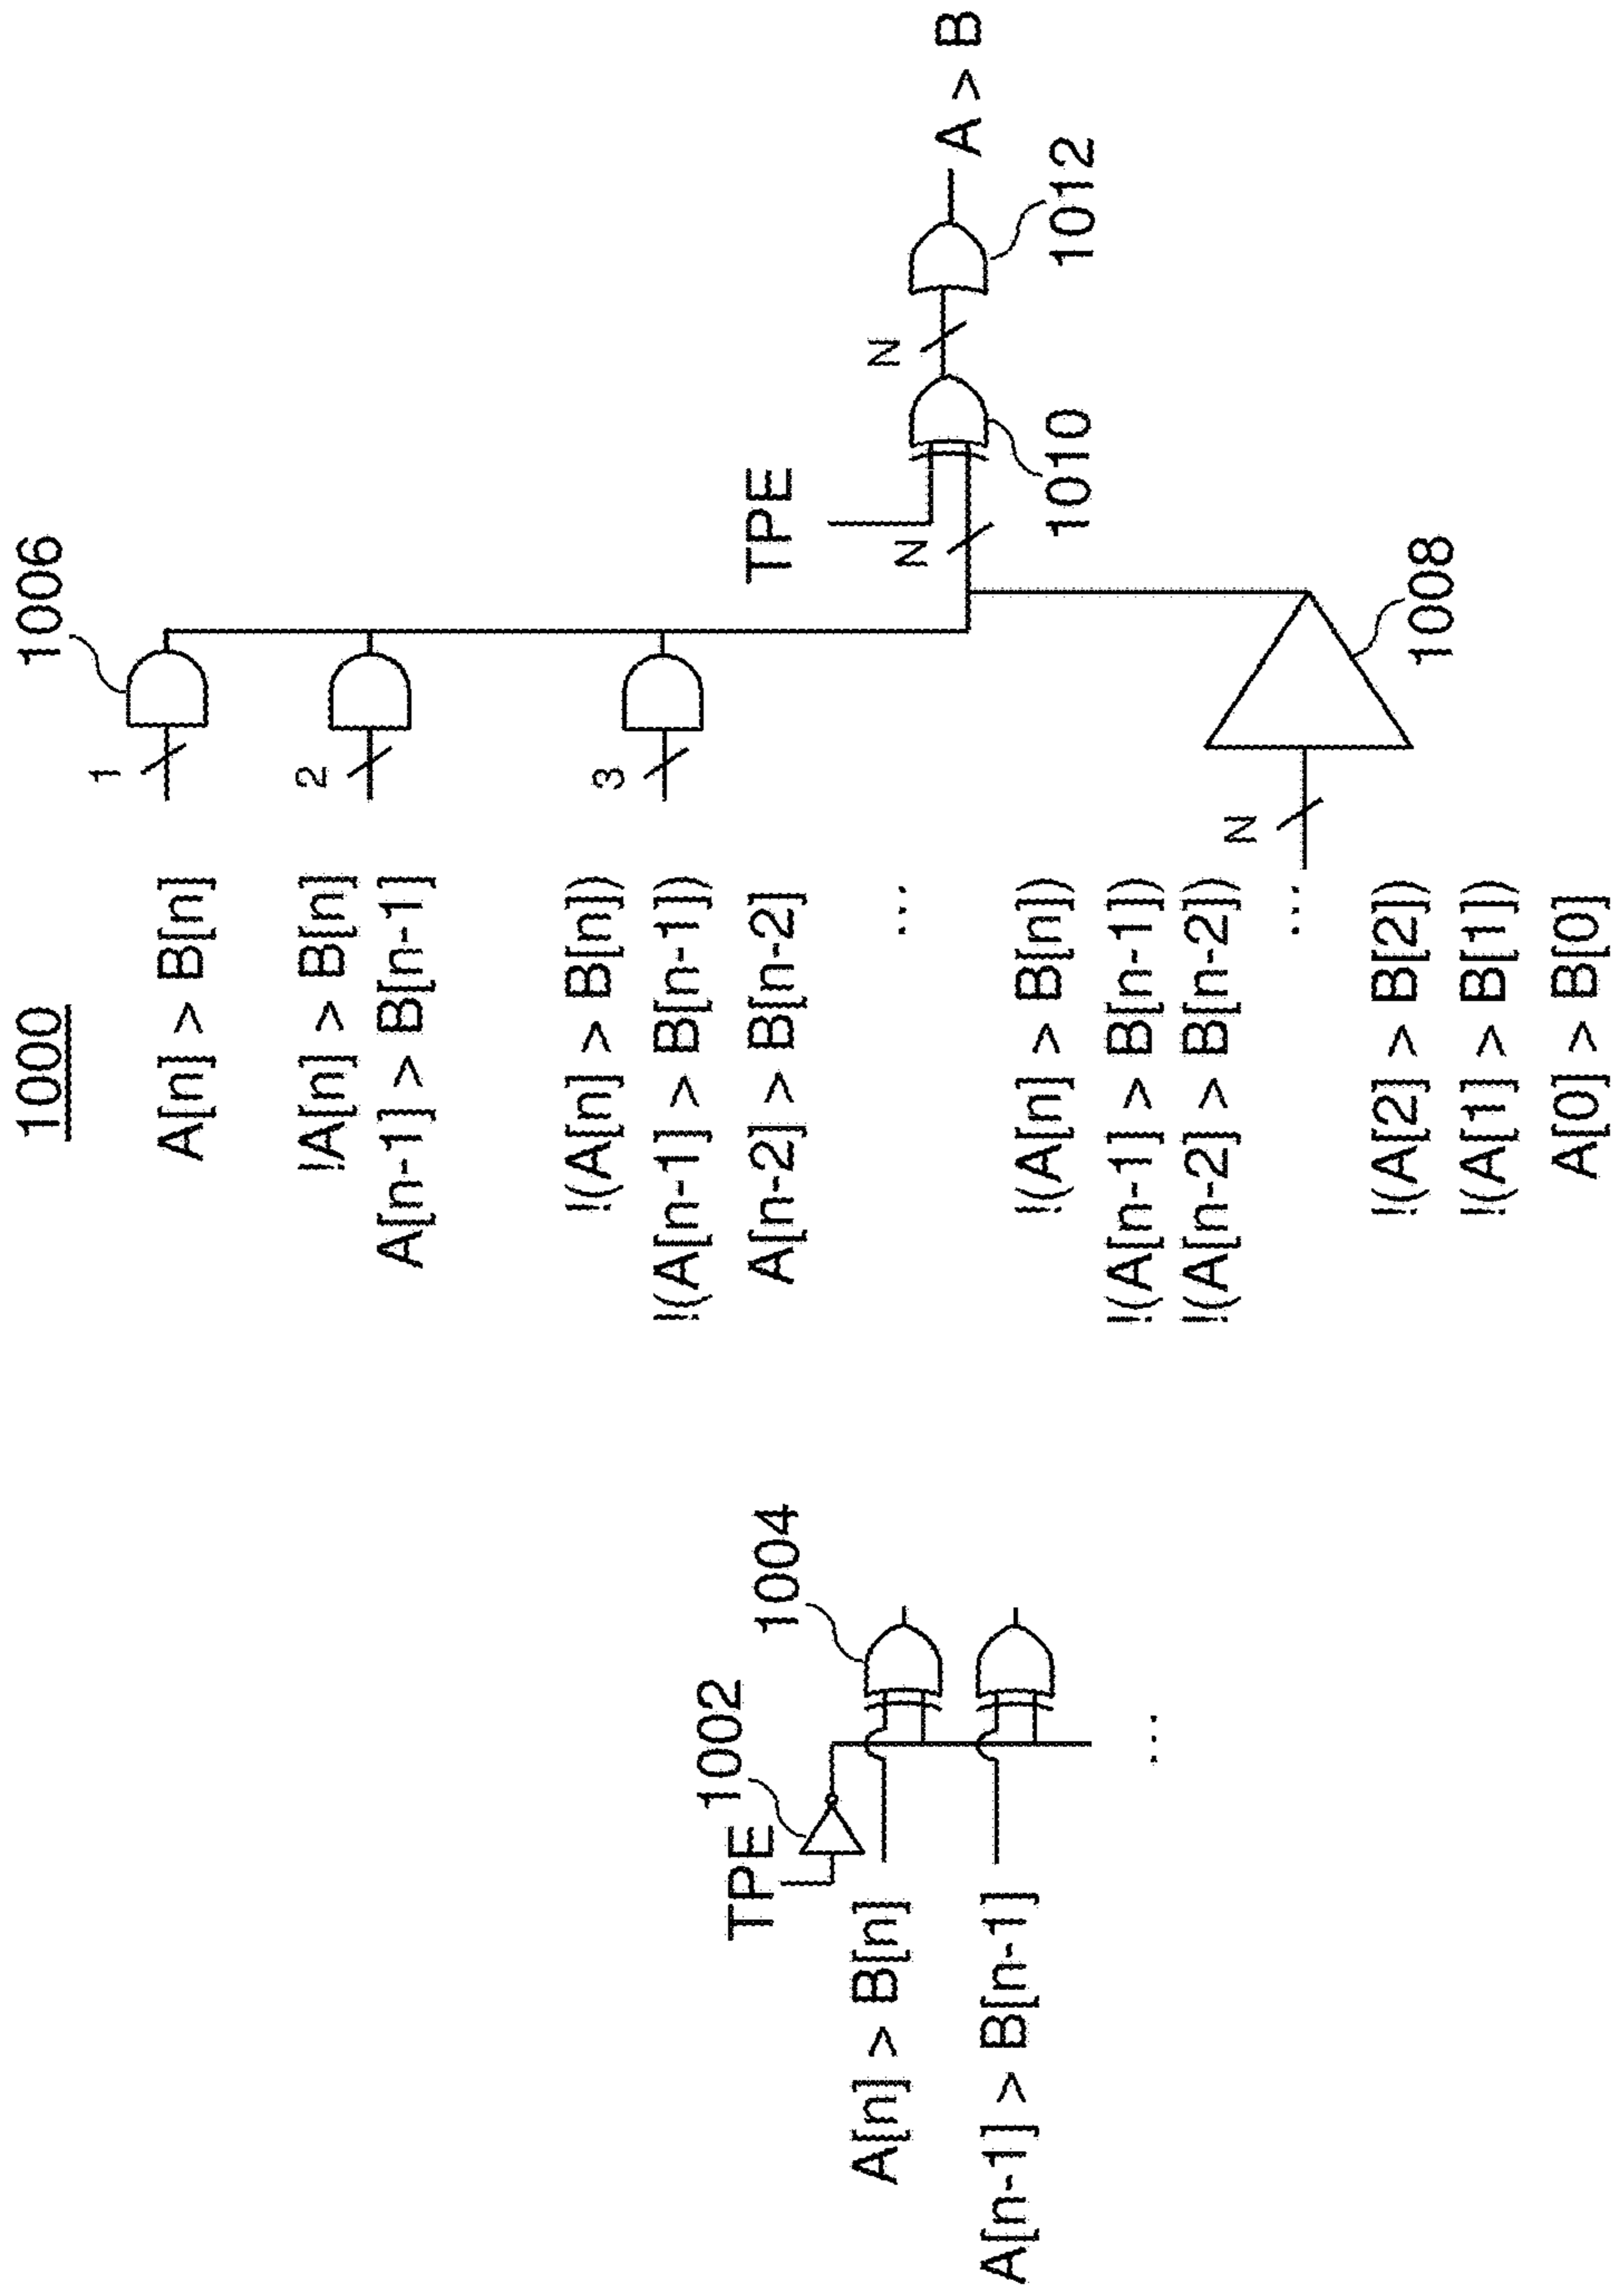 1000
TPE
1002
1004
A[n] > B[n]
A[n-1] > B[n-1]
...
A[n] > B[n]
1
1006
!A[n] > B[n]
A[n-1] > B[n-1]
2
!(A[n] > B[n])
!(A[n-1] > B[n-1])
A[n-2] > B[n-2]
3
...
!(A[n] > B[n])
!(A[n-1] > B[n-1])
!(A[n-2] > B[n-2])
...
!(A[2] > B[2])
!(A[1] > B[1])
A[0] > B[0]
N
1008
TPE
N
1010
N
1012
A > B